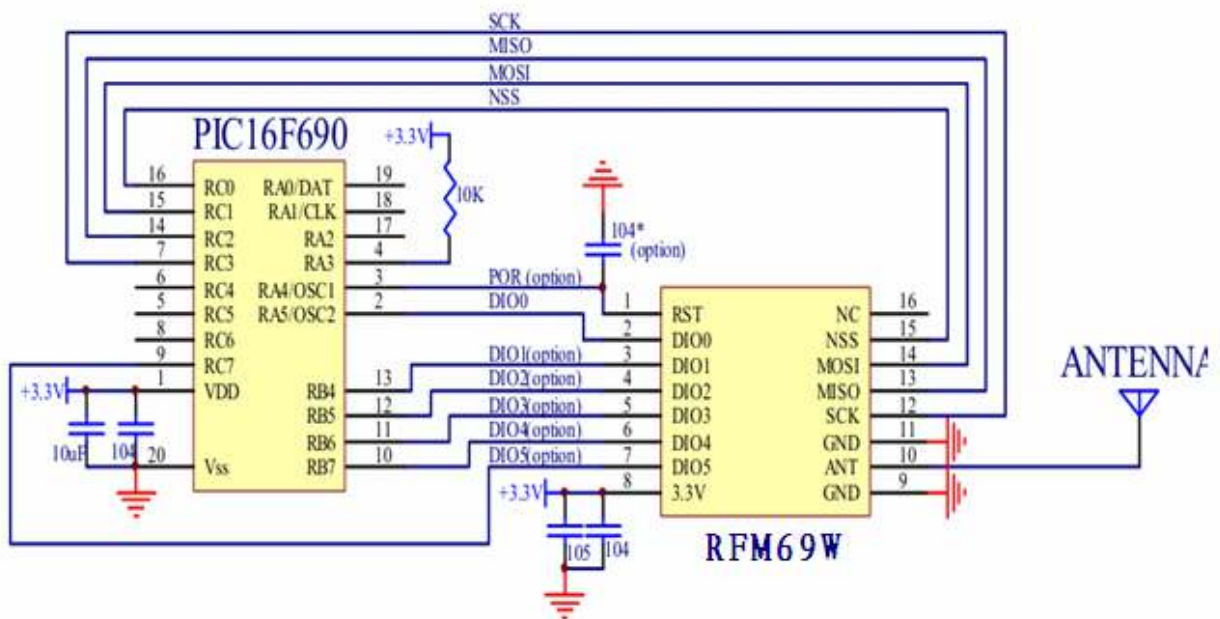 SCK
MISO
MOSI
NSS
PIC16F690
+3.3V
10K
16 RC0 RA0/DAT 19
15 RC1 RA1/CLK 18
14 RC2 RA2 17
7 RC3 RA3 4
6 RC4 RA4/OSC1 3
5 RC5 RA5/OSC2 2
8 RC6
9 RC7
1 VDD RB4 13
RB5 12
RB6 11
20 Vss RB7 10
+3.3V
10uF
104
104*
(option)
POR (option)
DIO0
DIO1(option)
DIO2(option)
DIO3(option)
DIO4(option)
DIO5(option)
1 RST NC 16
2 DIO0 NSS 15
3 DIO1 MOSI 14
4 DIO2 MISO 13
5 DIO3 SCK 12
6 DIO4 GND 11
7 DIO5 ANT 10
8 3.3V GND 9
+3.3V
105
104
RFM69W
ANTENNA